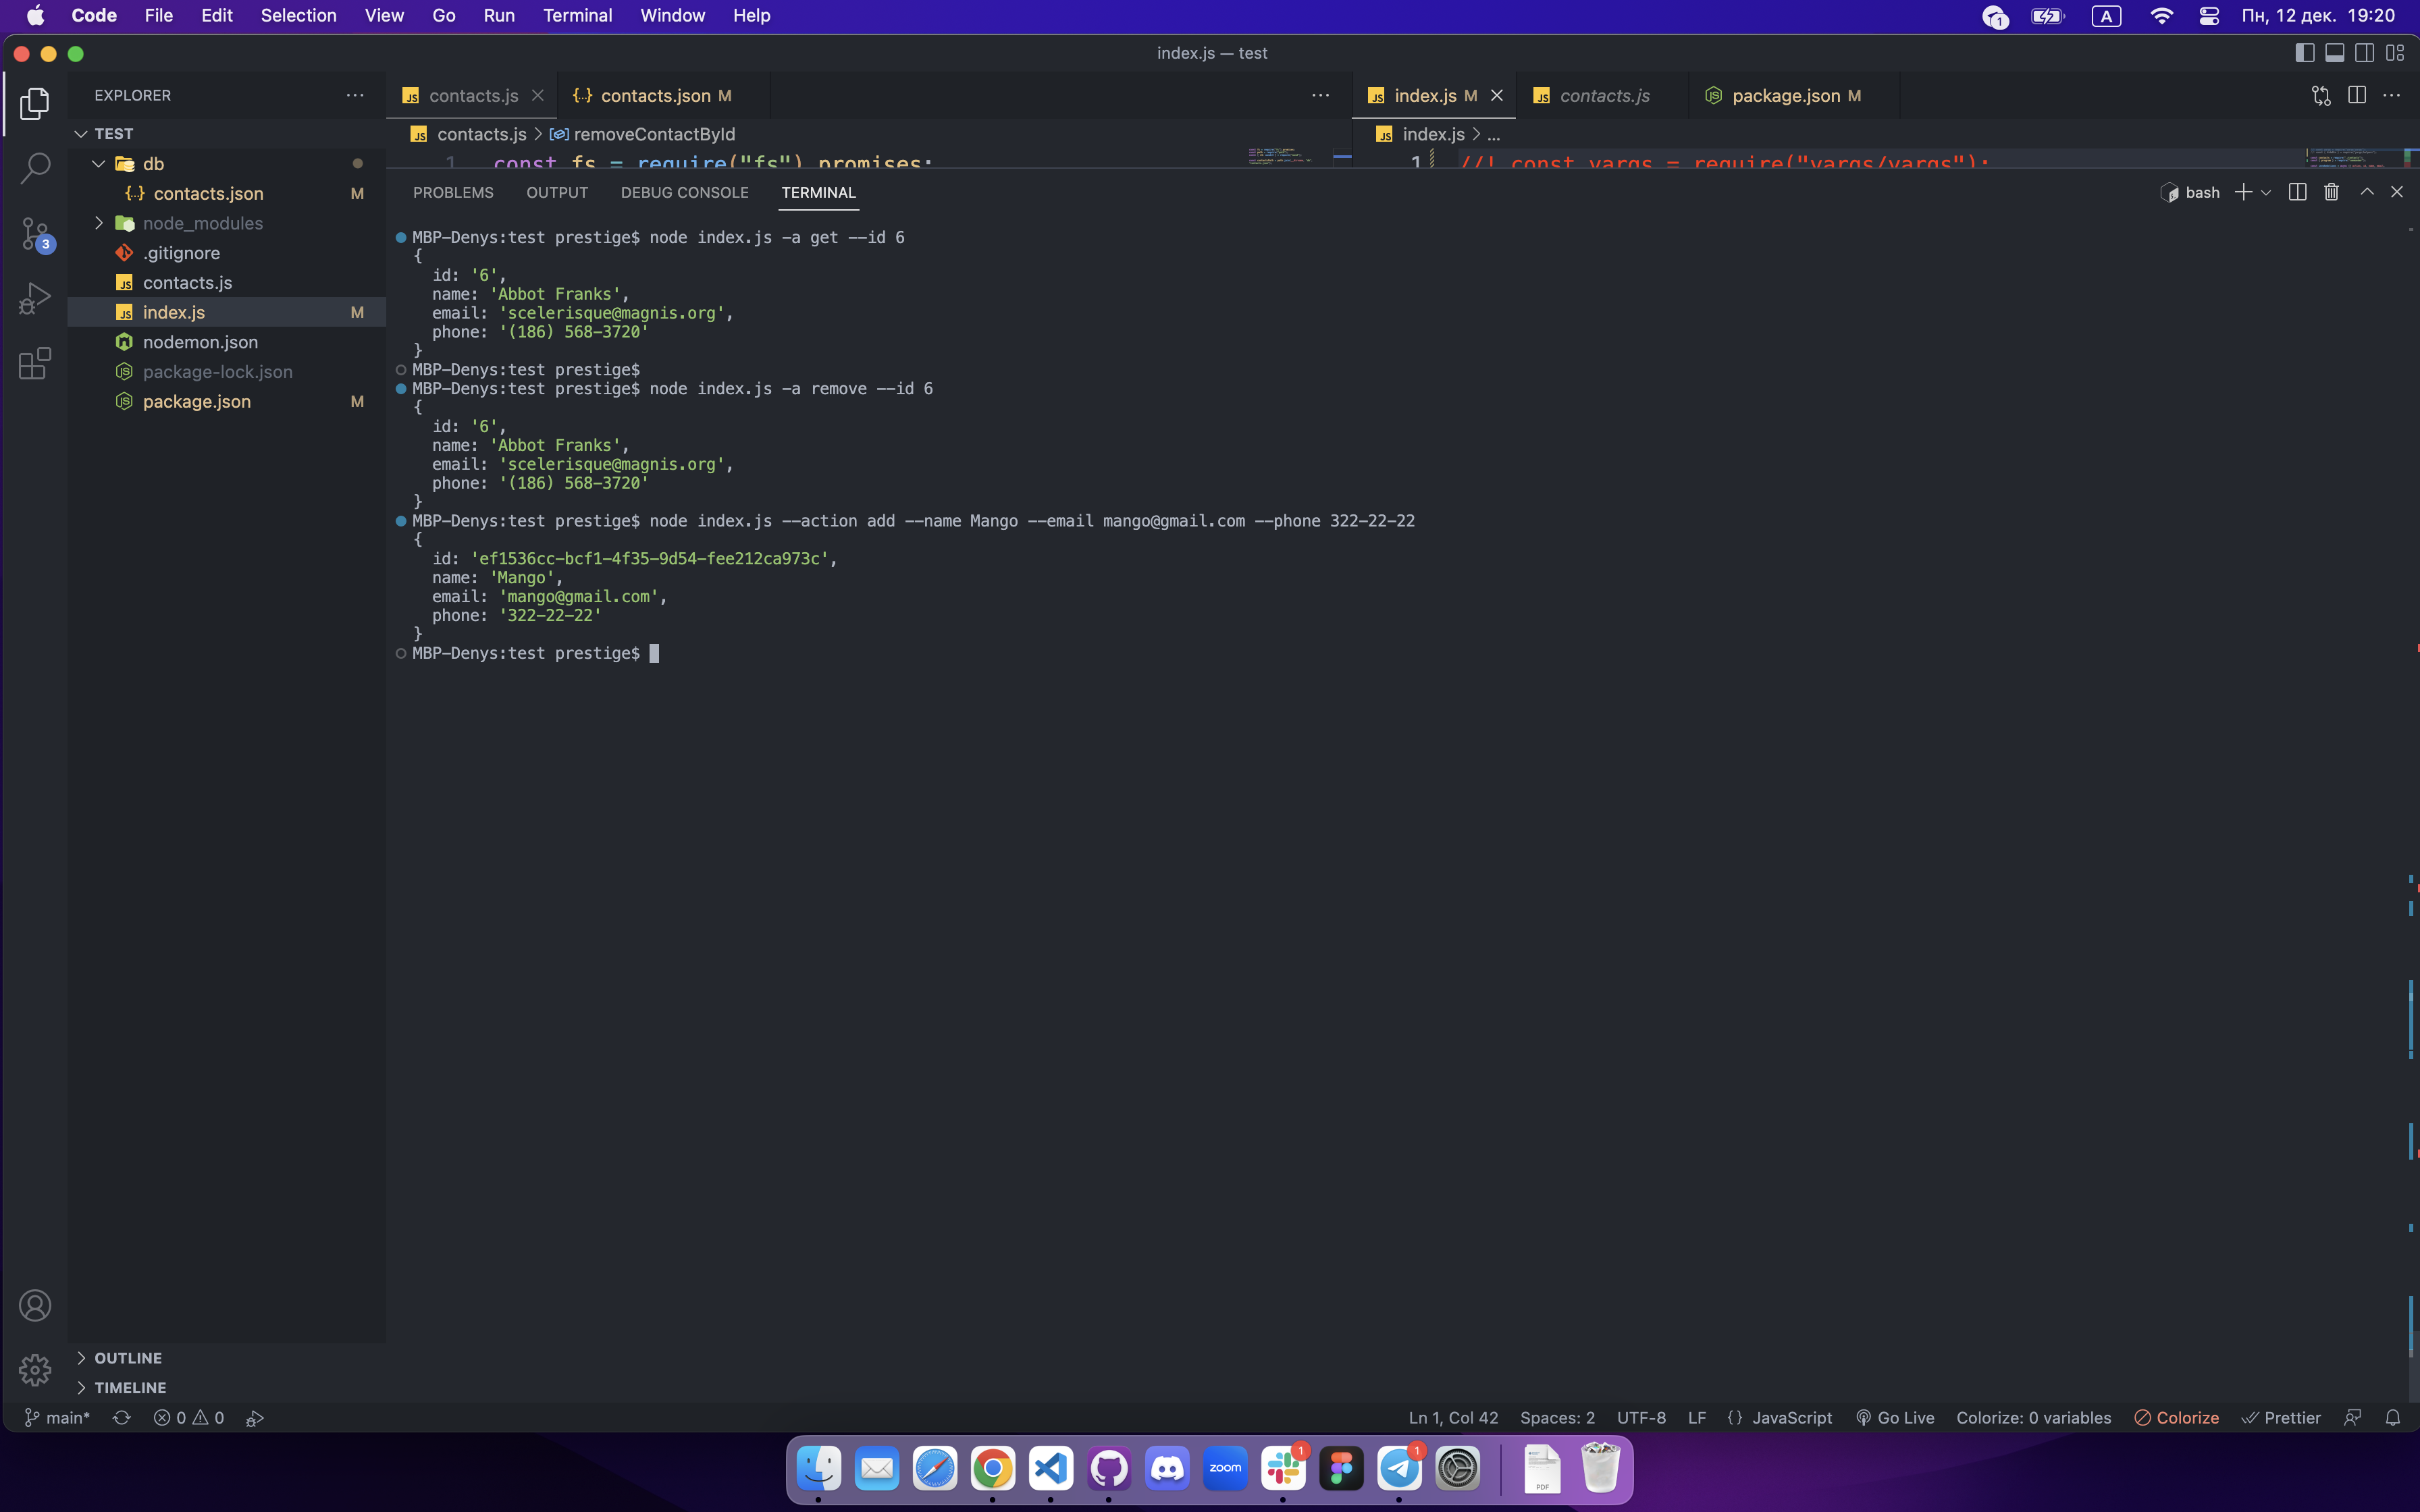 Code File Edit Selection View Go Run Terminal Window Help
1 A Пн, 12 дек. 19:20
index.js — test
EXPLORER
TEST
db
contacts.json M
node_modules
.gitignore
contacts.js
index.js M
nodemon.json
package-lock.json
package.json M
OUTLINE
TIMELINE
3
contacts.js contacts.json M
contacts.js > removeContactById
1 const fs = require("fs").promises;
index.js M contacts.js package.json M
index.js > ...
1 //! const yargs = require("yargs/yargs");
PROBLEMS OUTPUT DEBUG CONSOLE TERMINAL
bash
MBP-Denys:test prestige$ node index.js -a get --id 6
{
id: '6',
name: 'Abbot Franks',
email: 'scelerisque@magnis.org',
phone: '(186) 568-3720'
}
MBP-Denys:test prestige$
MBP-Denys:test prestige$ node index.js -a remove --id 6
{
id: '6',
name: 'Abbot Franks',
email: 'scelerisque@magnis.org',
phone: '(186) 568-3720'
}
MBP-Denys:test prestige$ node index.js --action add --name Mango --email mango@gmail.com --phone 322-22-22
{
id: 'ef1536cc-bcf1-4f35-9d54-fee212ca973c',
name: 'Mango',
email: 'mango@gmail.com',
phone: '322-22-22'
}
MBP-Denys:test prestige$
main* 0 0
Ln 1, Col 42 Spaces: 2 UTF-8 LF {} JavaScript Go Live Colorize: 0 variables Colorize Prettier
zoom 1 1 PDF